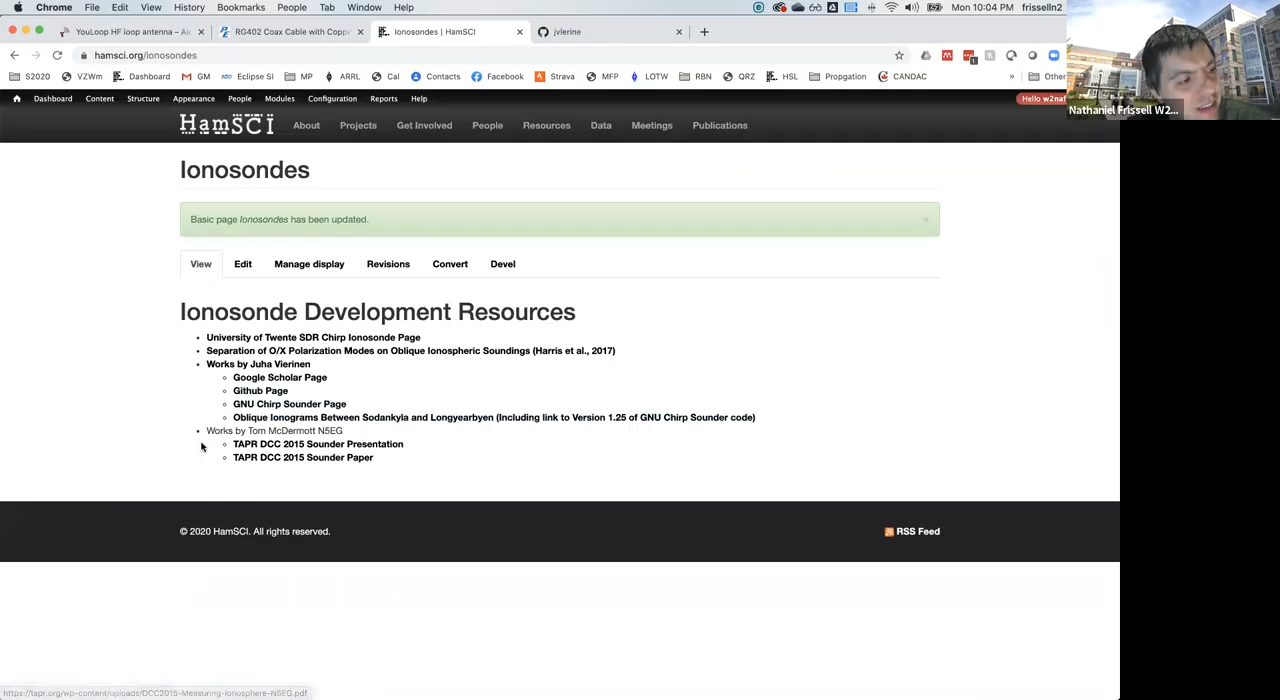 Chrome File Edit View History Bookmarks People Tab Window Help Mon 10:04 PM frisselln2
YouLoop HF loop antenna – Air RG402 Coax Cable with Coppe Ionosondes | HamSCI jvierine
hamsci.org/ionosondes
S2020 VZWm Dashboard GM Eclipse SI MP ARRL Cal Contacts Facebook Strava MFP LOTW RBN QRZ HSL Propgation CANDAC » Other
Dashboard Content Structure Appearance People Modules Configuration Reports Help Hello w2naf
Nathaniel Frissell W2...
HamSCI About Projects Get Involved People Resources Data Meetings Publications
Ionosondes
Basic page Ionosondes has been updated. ×
View Edit Manage display Revisions Convert Devel
Ionosonde Development Resources
University of Twente SDR Chirp Ionosonde Page
Separation of O/X Polarization Modes on Oblique Ionospheric Soundings (Harris et al., 2017)
Works by Juha Vierinen
Google Scholar Page
Github Page
GNU Chirp Sounder Page
Oblique Ionograms Between Sodankyla and Longyearbyen (Including link to Version 1.25 of GNU Chirp Sounder code)
Works by Tom McDermott N5EG
TAPR DCC 2015 Sounder Presentation
TAPR DCC 2015 Sounder Paper
© 2020 HamSCI. All rights reserved. RSS Feed
https://tapr.org/wp-content/uploads/DCC2015-Measuring-Ionosphere-N5EG.pdf